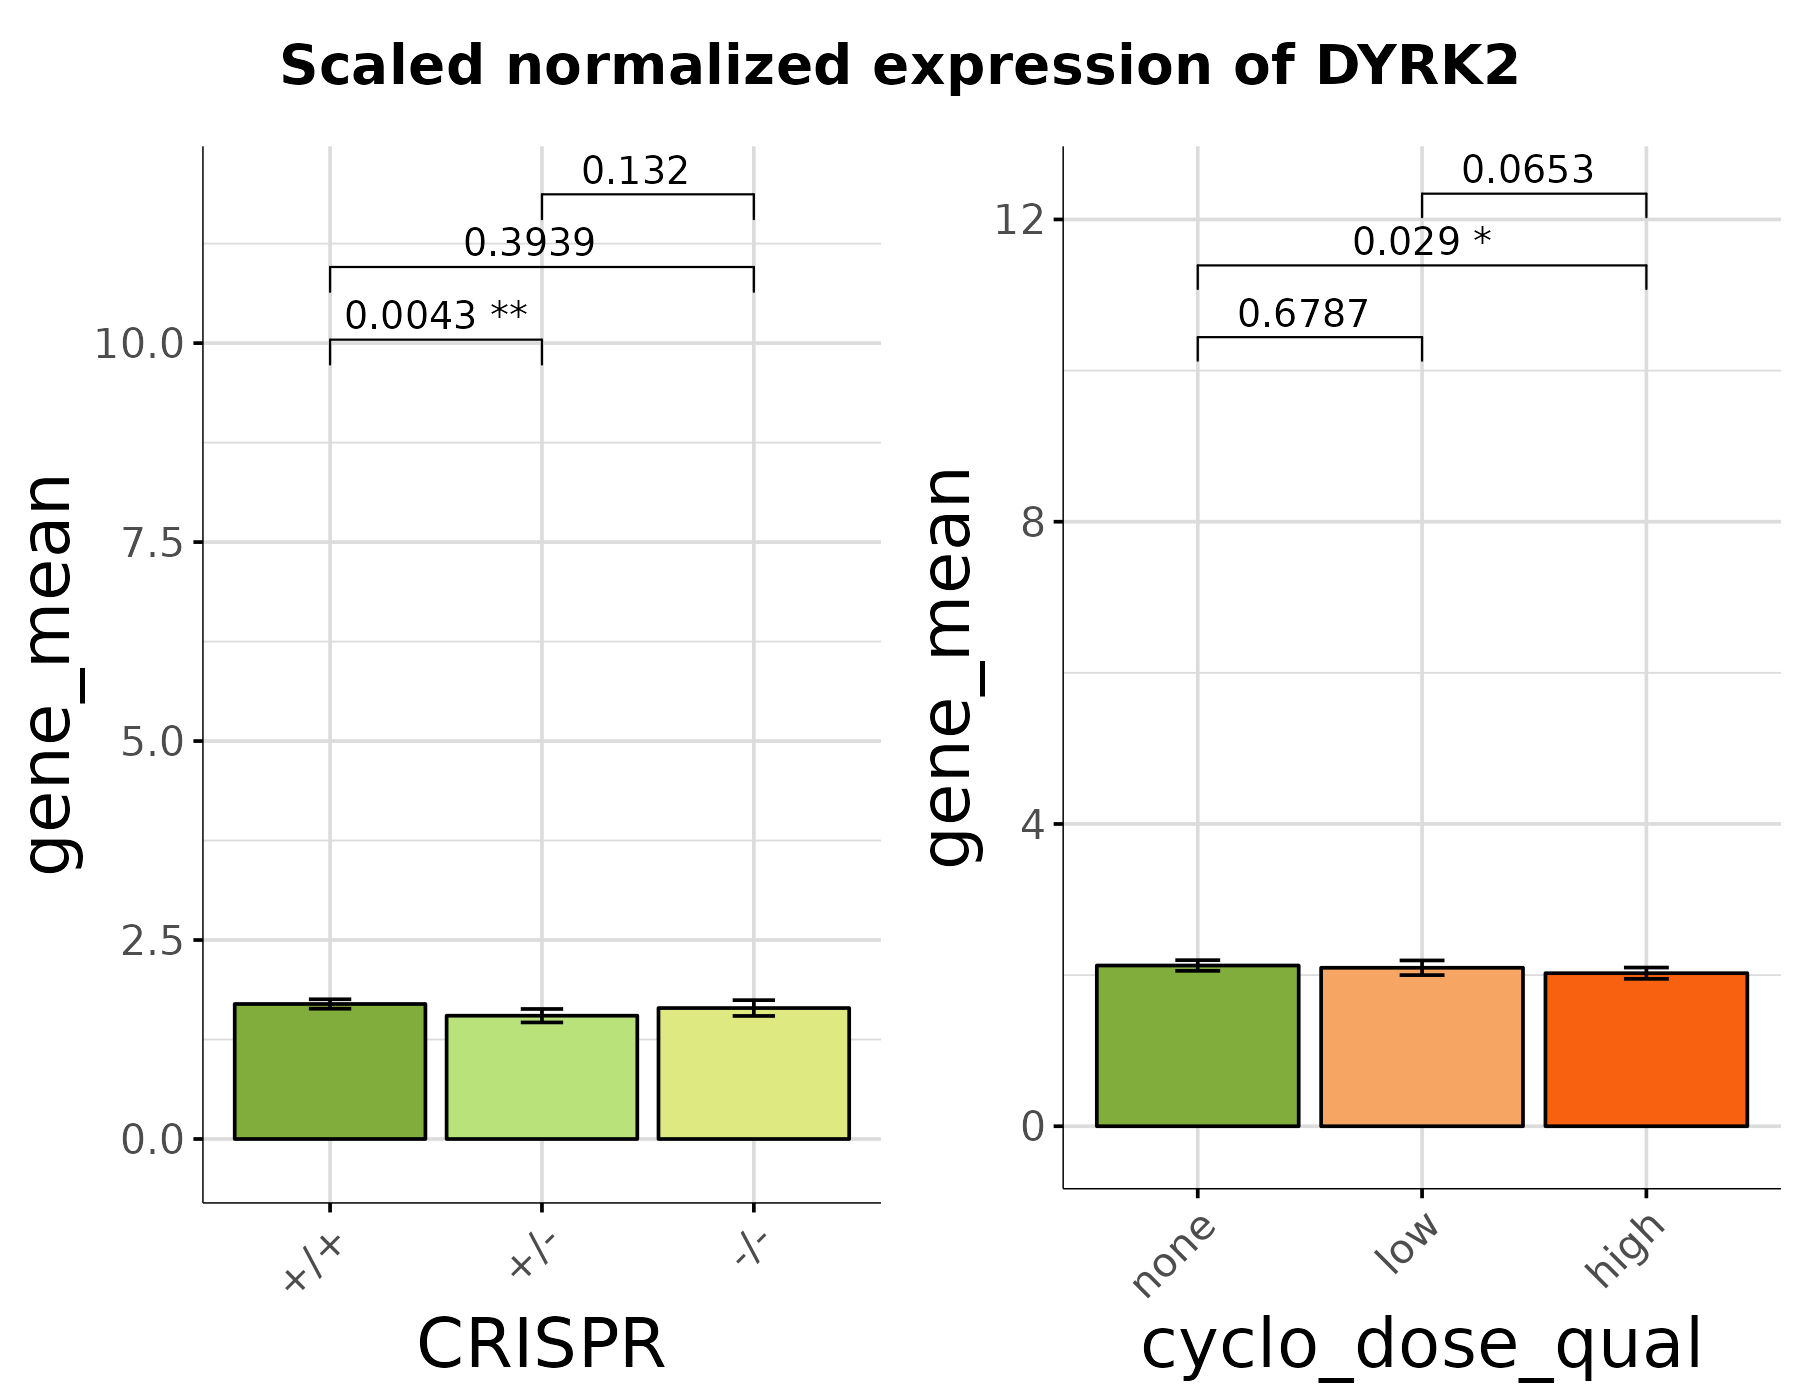 Scaled normalized expression of DYRK2
gene_mean
0.132
0.3939
0.0043 **
10.0
7.5
5.0
2.5
0.0
+/+
+/-
-/-
CRISPR
gene_mean
0.0653
12
0.029 *
0.6787
8
4
0
none
low
high
cyclo_dose_qual